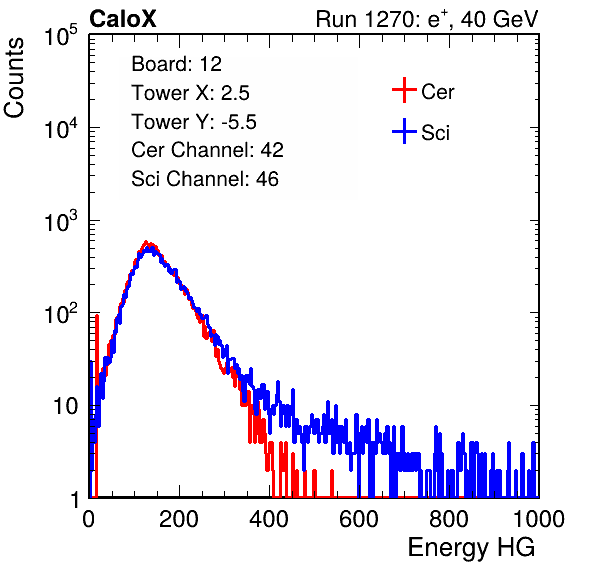 CaloX Run 1270: e⁺, 40 GeV
Board: 12
Tower X: 2.5
Tower Y: -5.5
Cer Channel: 42
Sci Channel: 46
Cer
Sci
Counts
10⁵
10⁴
10³
10²
10
1
0 200 400 600 800 1000
Energy HG